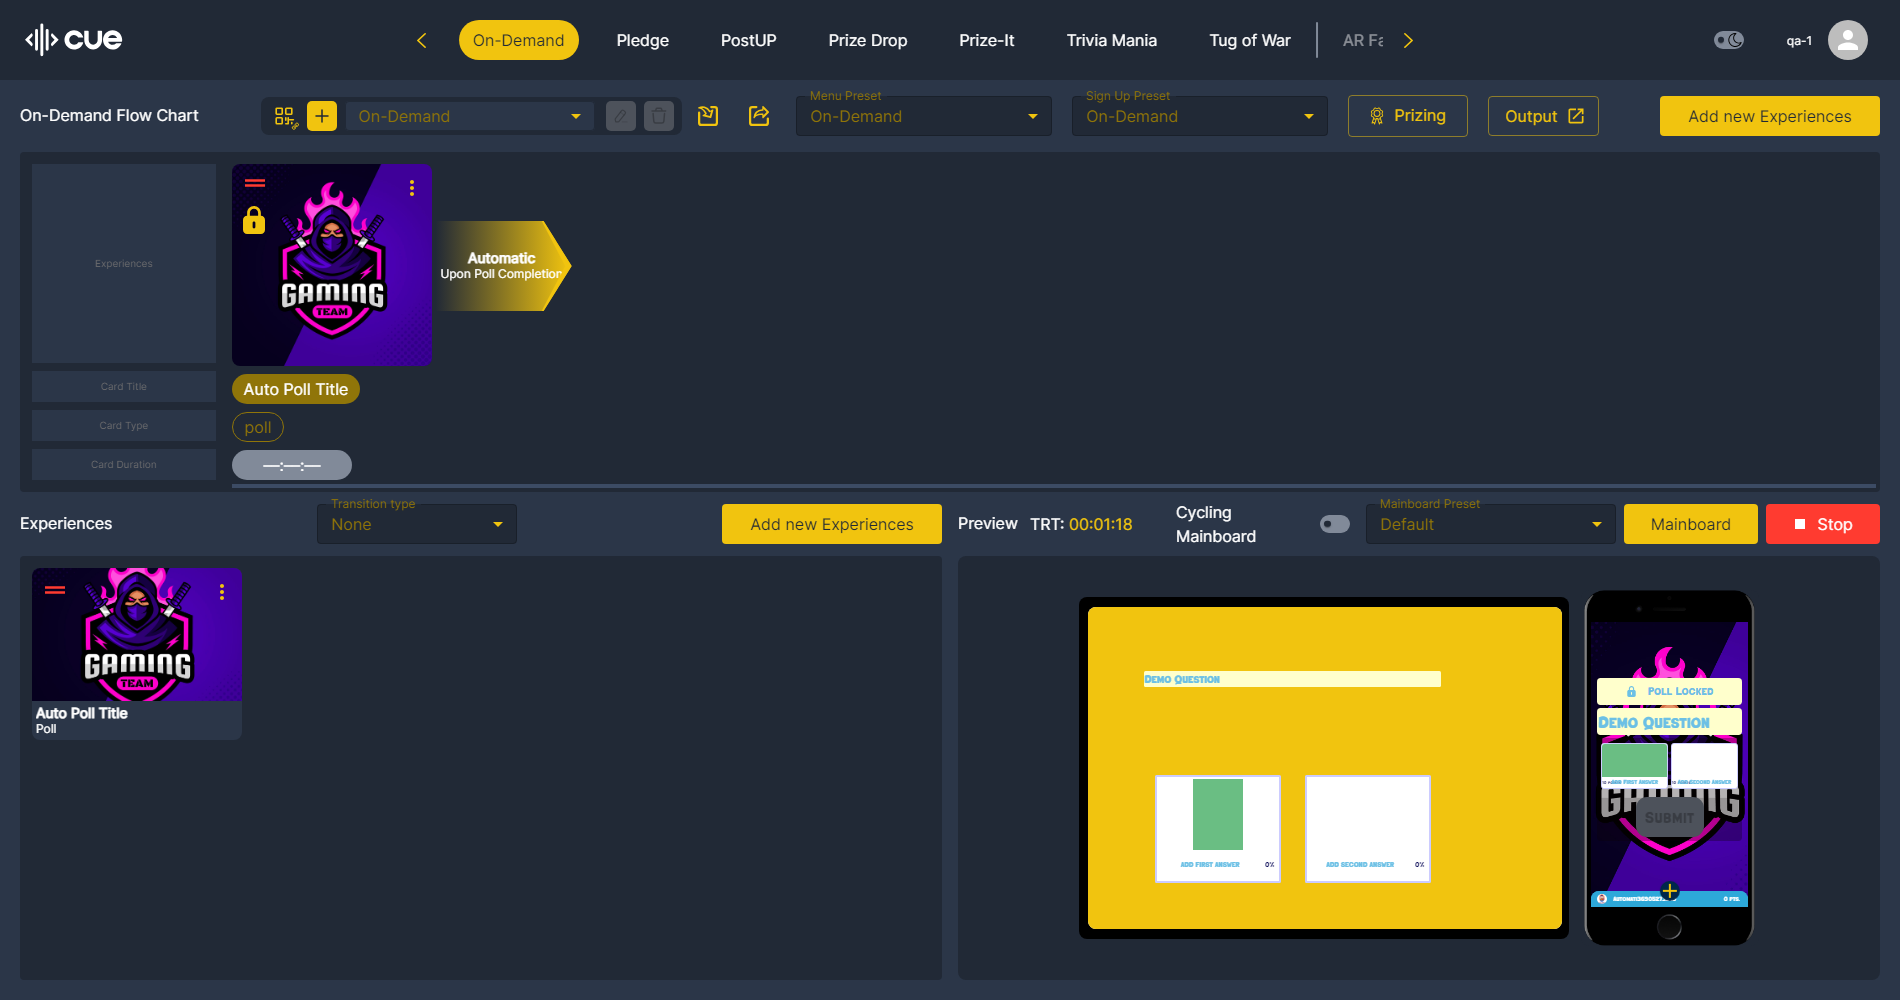 cue
On-Demand
Pledge
PostUP
Prize Drop
Prize-It
Trivia Mania
Tug of War
AR Fa
qa-1
On-Demand Flow Chart
On-Demand
Menu Preset
On-Demand
Sign Up Preset
On-Demand
Prizing
Output
Add new Experiences
Experiences
GAMING
TEAM
Automatic
Upon Poll Completion
Card Title
Auto Poll Title
Card Type
poll
Card Duration
—:—:—
Experiences
Transition type
None
Add new Experiences
Preview
TRT: 00:01:18
Cycling
Mainboard
Mainboard Preset
Default
Mainboard
Stop
GAMING
TEAM
Auto Poll Title
Poll
Demo Question
Add First Answer
0%
Add Second Answer
0%
Poll Locked
Demo Question
Add First Answer
Add Second Answer
GAMING
Submit
0 pts.